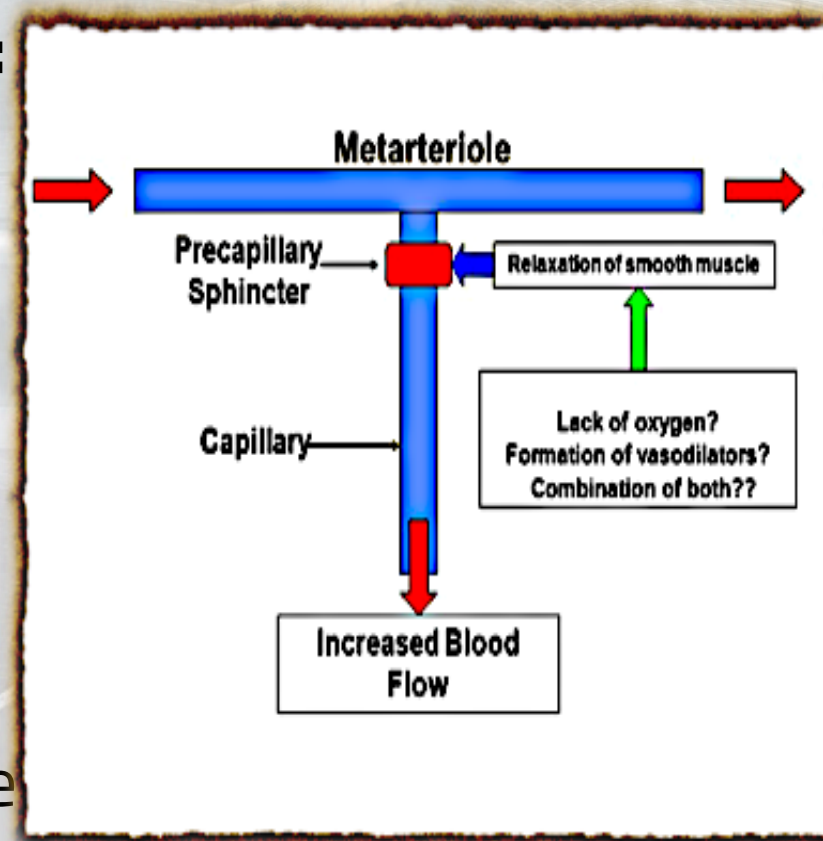 :
Metarteriole
Precapillary
Sphincter
Relaxation of smooth muscle
Capillary
Lack of oxygen?
Formation of vasodilators?
Combination of both??
Increased Blood
Flow
e